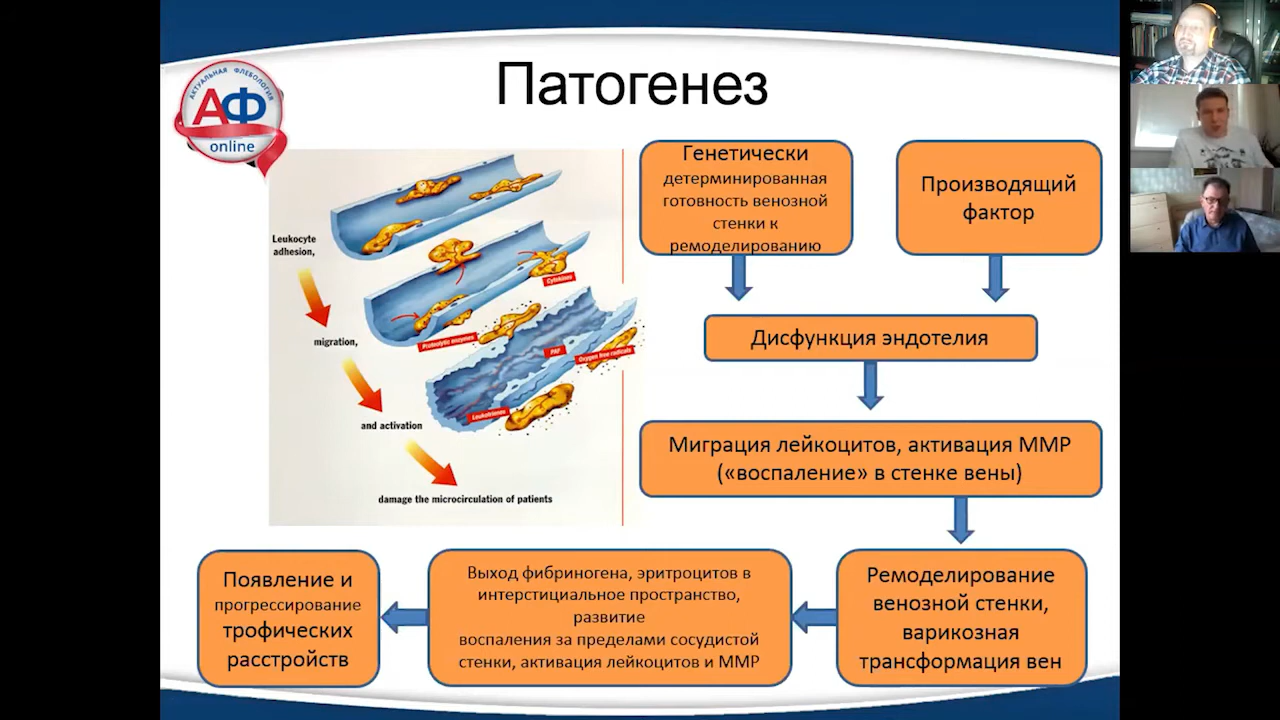 Патогенез
АКТУАЛЬНАЯ ФЛЕБОЛОГИЯ
АФ
online
Leukocyte
adhesion,
migration,
and activation
damage the microcirculation of patients
Cytokines
Proteolytic enzymes
PAF
Oxygen free radicals
Leukotrienes
Генетически
детерминированная
готовность венозной
стенки к
ремоделированию
Производящий
фактор
Дисфункция эндотелия
Миграция лейкоцитов, активация ММР
(«воспаление» в стенке вены)
Ремоделирование
венозной стенки,
варикозная
трансформация вен
Выход фибриногена, эритроцитов в
интерстициальное пространство,
развитие
воспаления за пределами сосудистой
стенки, активация лейкоцитов и ММР
Появление и
прогрессирование
трофических
расстройств